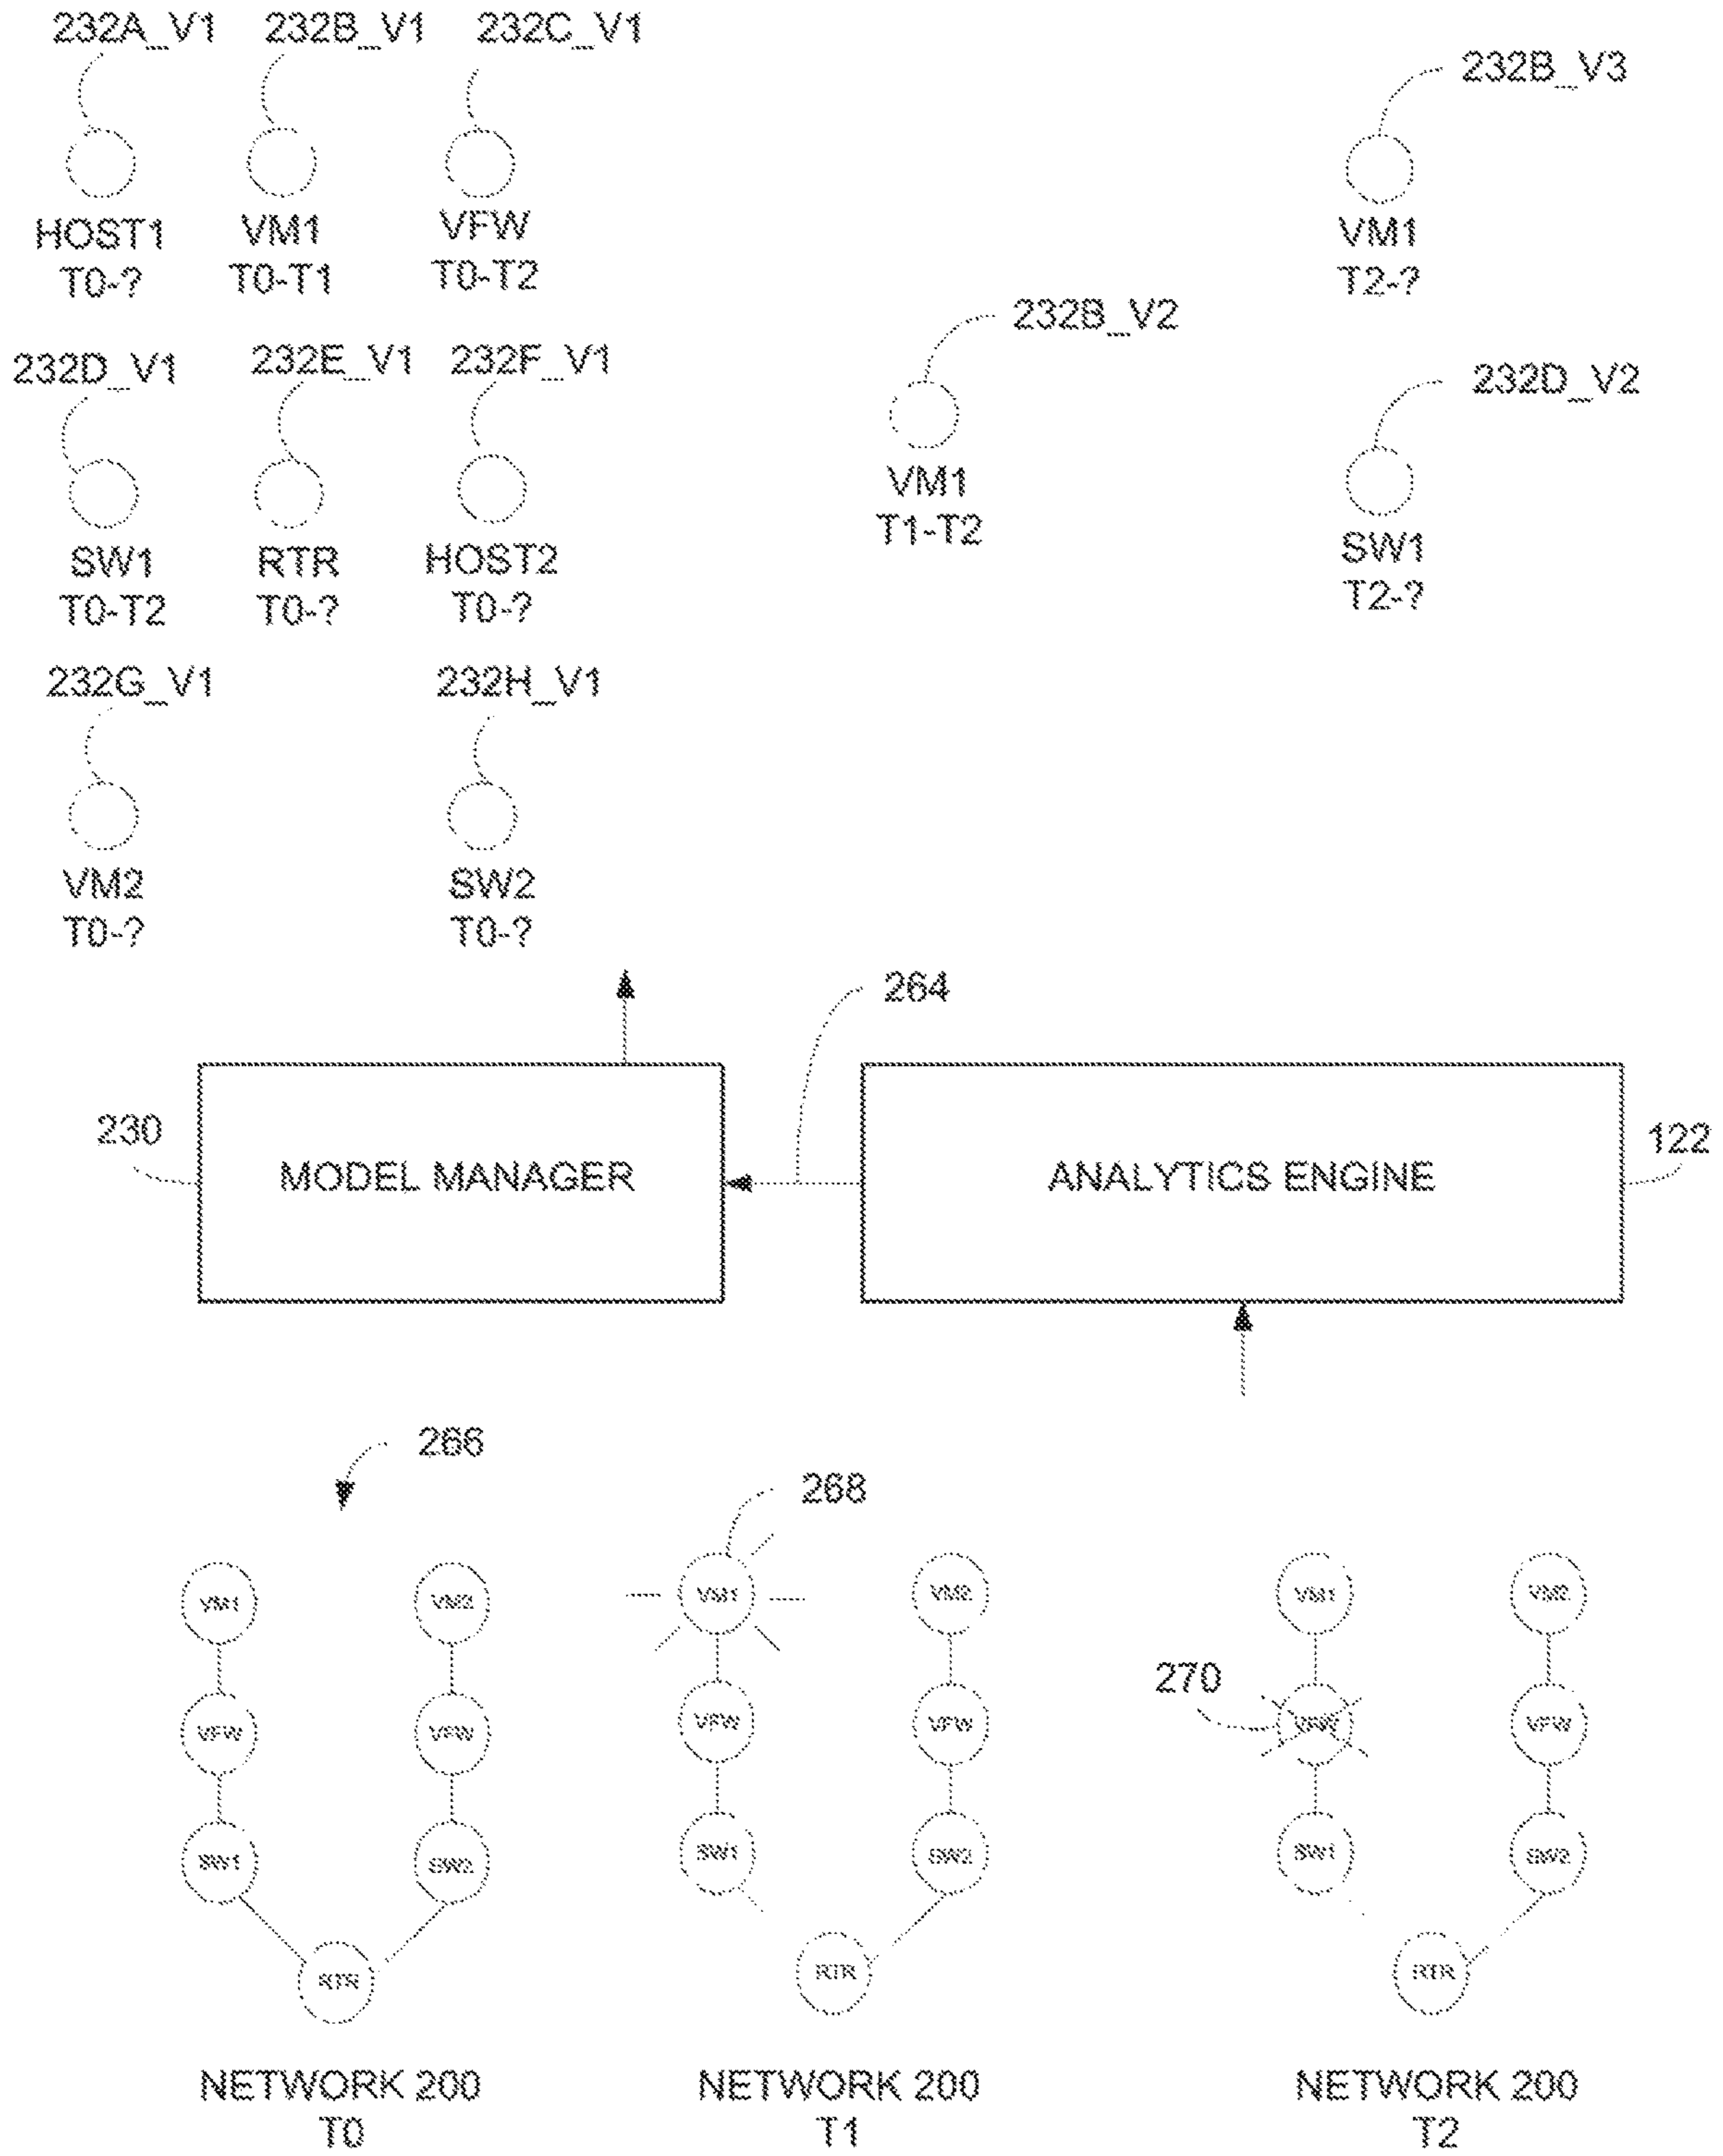 232A_V1 232B_V1 232C_V1
232B_V3
HOST1 VM1 VFW VM1
T0-? T0-T1 T0-T2 T2-?
232B_V2
232D_V1 232E_V1 232F_V1 232D_V2
VM1
T1-T2
SW1 RTR HOST2 SW1
T0-T2 T0-? T0-? T2-?
232G_V1 232H_V1
VM2 SW2
T0-? T0-?
264
230 122
MODEL MANAGER ANALYTICS ENGINE
266
268
VM1 VM2 VM1 VM2 VM1 VM2
270
VFW VFW VFW VFW VFW VFW
SW1 SW2 SW1 SW2 SW1 SW2
RTR RTR RTR
NETWORK 200 NETWORK 200 NETWORK 200
T0 T1 T2